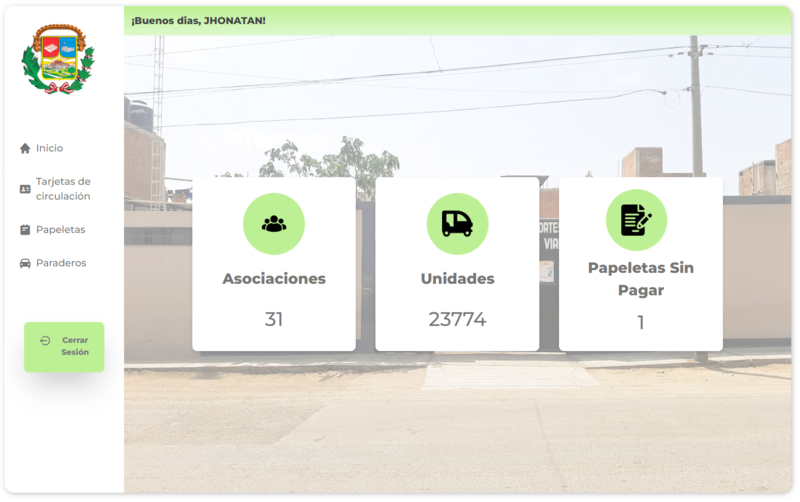 ¡Buenos dias, JHONATAN!
Inicio
Tarjetas de
circulación
Papeletas
Paraderos
Cerrar
Sesión
Asociaciones
31
Unidades
23774
Papeletas Sin
Pagar
1